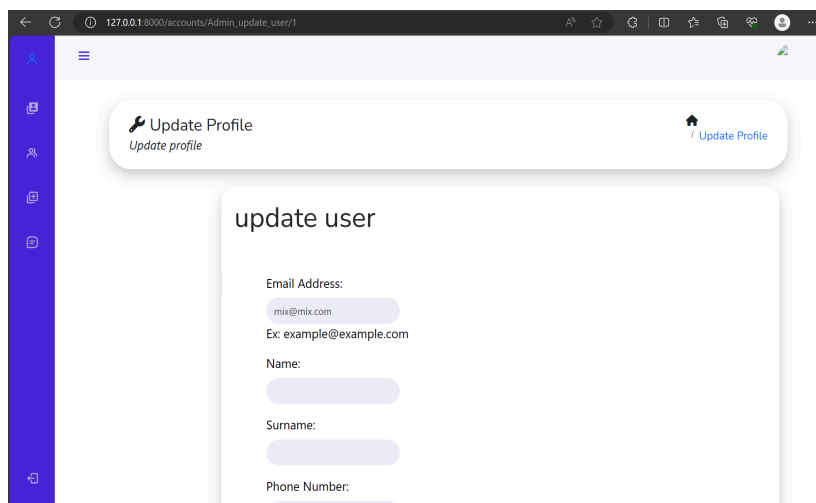 127.0.0.1:8000/accounts/Admin_update_user/1
Update Profile
Update profile
/ Update Profile
update user
Email Address:
mix@mix.com
Ex: example@example.com
Name:
Surname:
Phone Number: